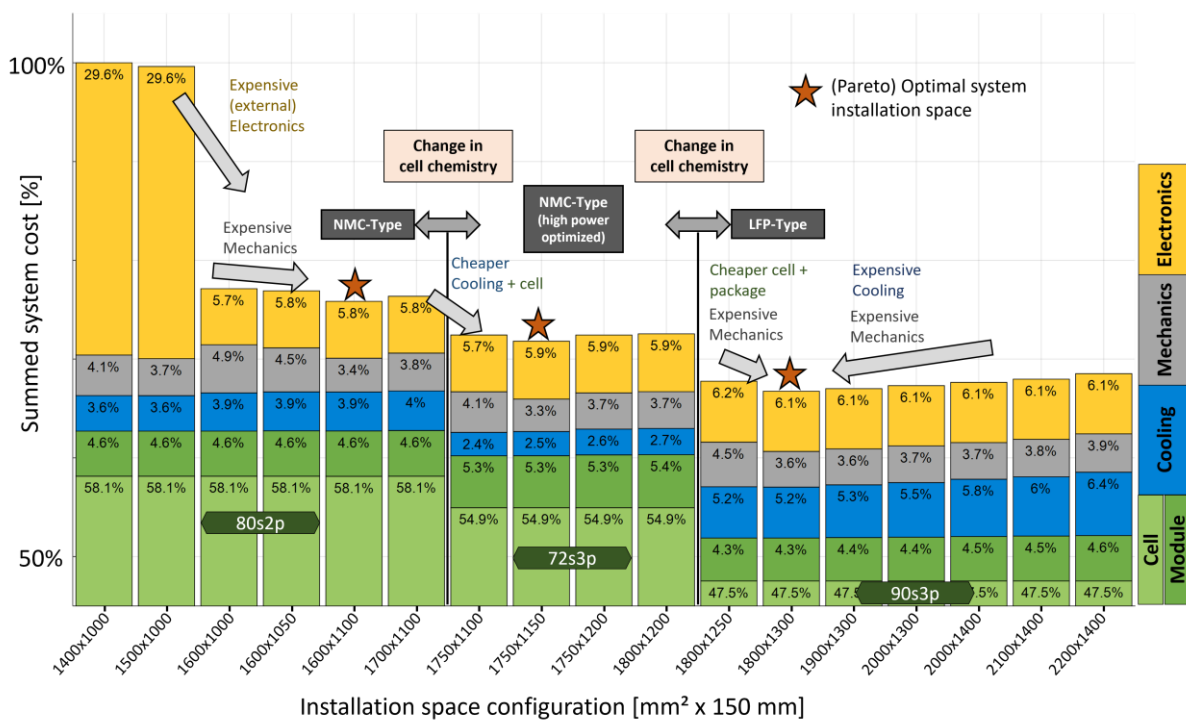 Summed system cost [%]
100%
50%
29.6%
29.6%
Expensive
(external)
Electronics
(Pareto) Optimal system
installation space
Change in
cell chemistry
Change in
cell chemistry
NMC-Type
NMC-Type
(high power
optimized)
LFP-Type
Expensive
Mechanics
Cheaper
Cooling + cell
Cheaper cell +
package
Expensive
Mechanics
Expensive
Cooling
Expensive
Mechanics
5.7%
5.8%
5.8%
5.8%
5.7%
5.9%
5.9%
5.9%
6.2%
6.1%
6.1%
6.1%
6.1%
6.1%
6.1%
4.1%
3.7%
4.9%
4.5%
3.4%
3.8%
4.1%
3.3%
3.7%
3.7%
4.5%
3.6%
3.6%
3.7%
3.7%
3.8%
3.9%
3.6%
3.6%
3.9%
3.9%
3.9%
4%
2.4%
2.5%
2.6%
2.7%
5.2%
5.2%
5.3%
5.5%
5.8%
6%
6.4%
4.6%
4.6%
4.6%
4.6%
4.6%
4.6%
5.3%
5.3%
5.3%
5.4%
4.3%
4.3%
4.4%
4.4%
4.5%
4.5%
4.6%
58.1%
58.1%
58.1%
58.1%
58.1%
58.1%
54.9%
54.9%
54.9%
54.9%
47.5%
47.5%
47.5%
47.5%
80s2p
72s3p
90s3p
Electronics
Mechanics
Cooling
Cell
Module
1400x1000
1500x1000
1600x1000
1600x1050
1600x1100
1700x1100
1750x1100
1750x1150
1750x1200
1800x1200
1800x1250
1800x1300
1900x1300
2000x1300
2000x1400
2100x1400
2200x1400
Installation space configuration [mm² x 150 mm]